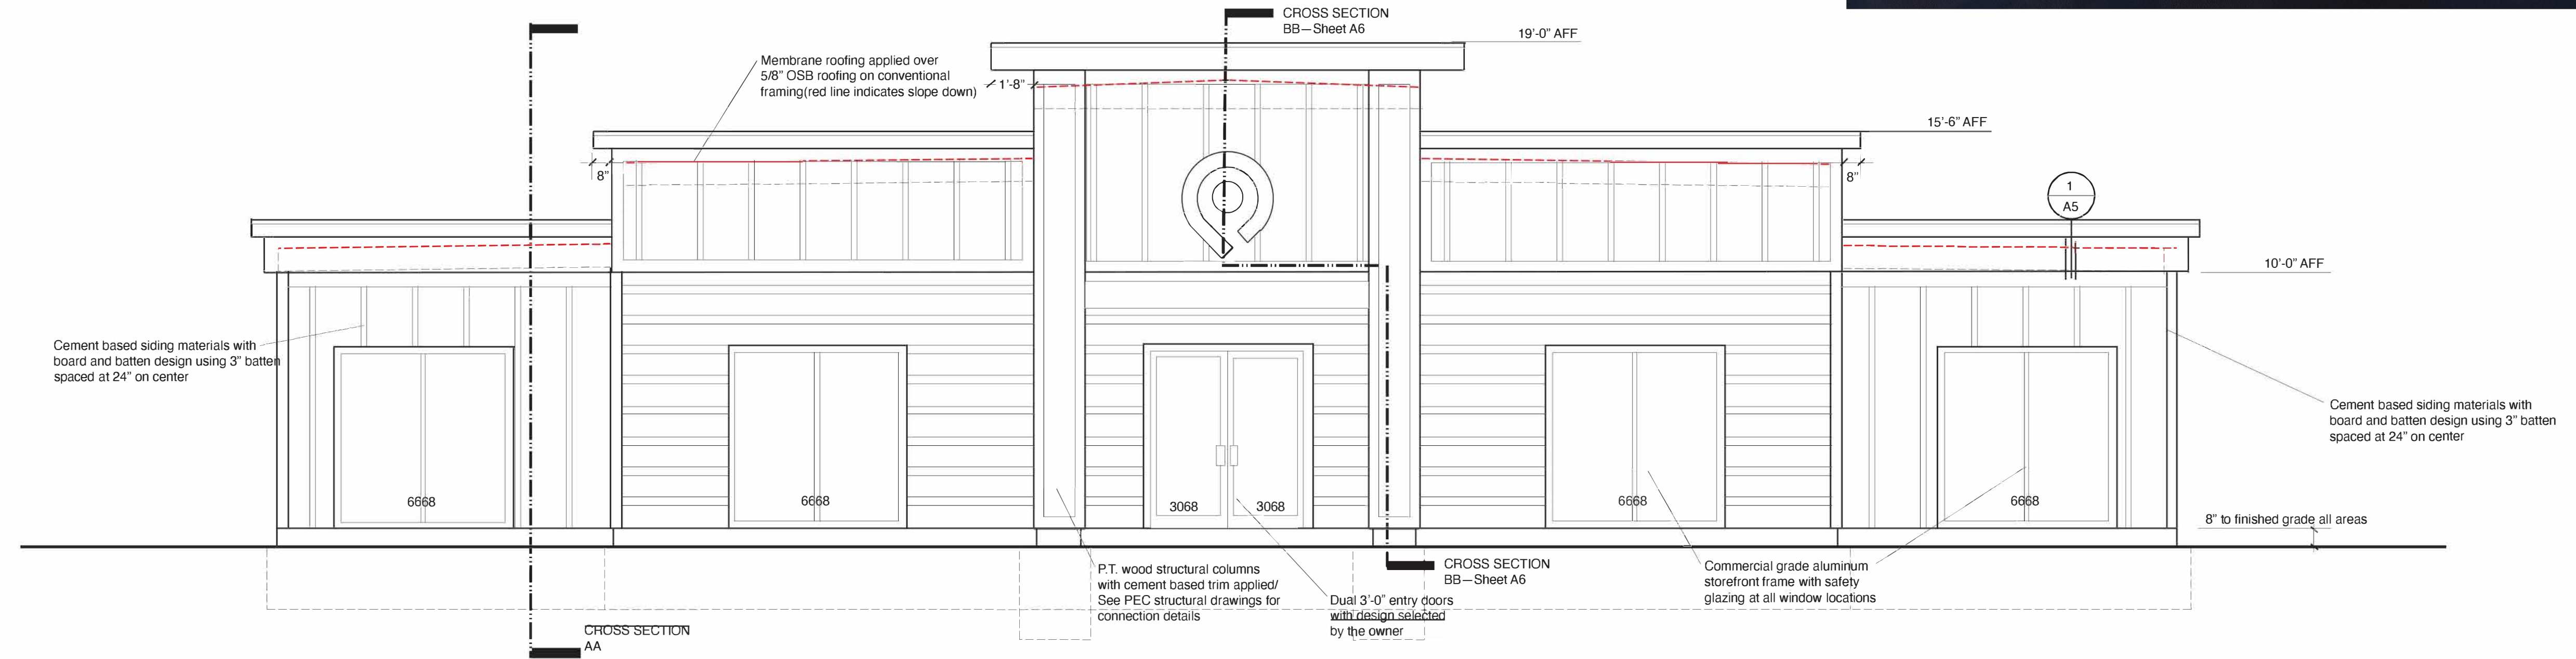 CROSS SECTION
BB—Sheet A6
19'-0" AFF
Membrane roofing applied over
5/8" OSB roofing on conventional
framing(red line indicates slope down)
1'-8"
15'-6" AFF
8"
8"
1
A5
10'-0" AFF
Cement based siding materials with
board and batten design using 3" batten
spaced at 24" on center
Cement based siding materials with
board and batten design using 3" batten
spaced at 24" on center
6668
6668
3068
3068
6668
6668
8" to finished grade all areas
P.T. wood structural columns
with cement based trim applied/
See PEC structural drawings for
connection details
Dual 3'-0" entry doors
with design selected
by the owner
CROSS SECTION
BB—Sheet A6
Commercial grade aluminum
storefront frame with safety
glazing at all window locations
CROSS SECTION
AA